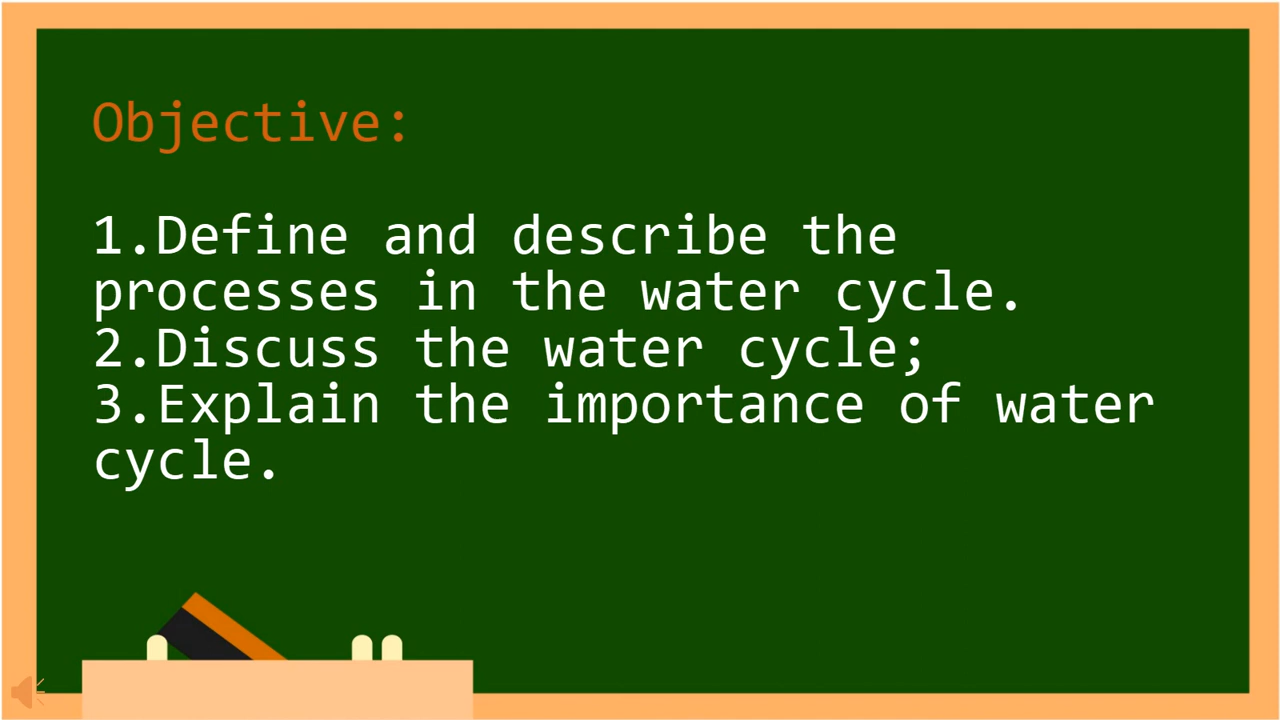 Objective:
1.Define and describe the
processes in the water cycle.
2.Discuss the water cycle;
3.Explain the importance of water
cycle.